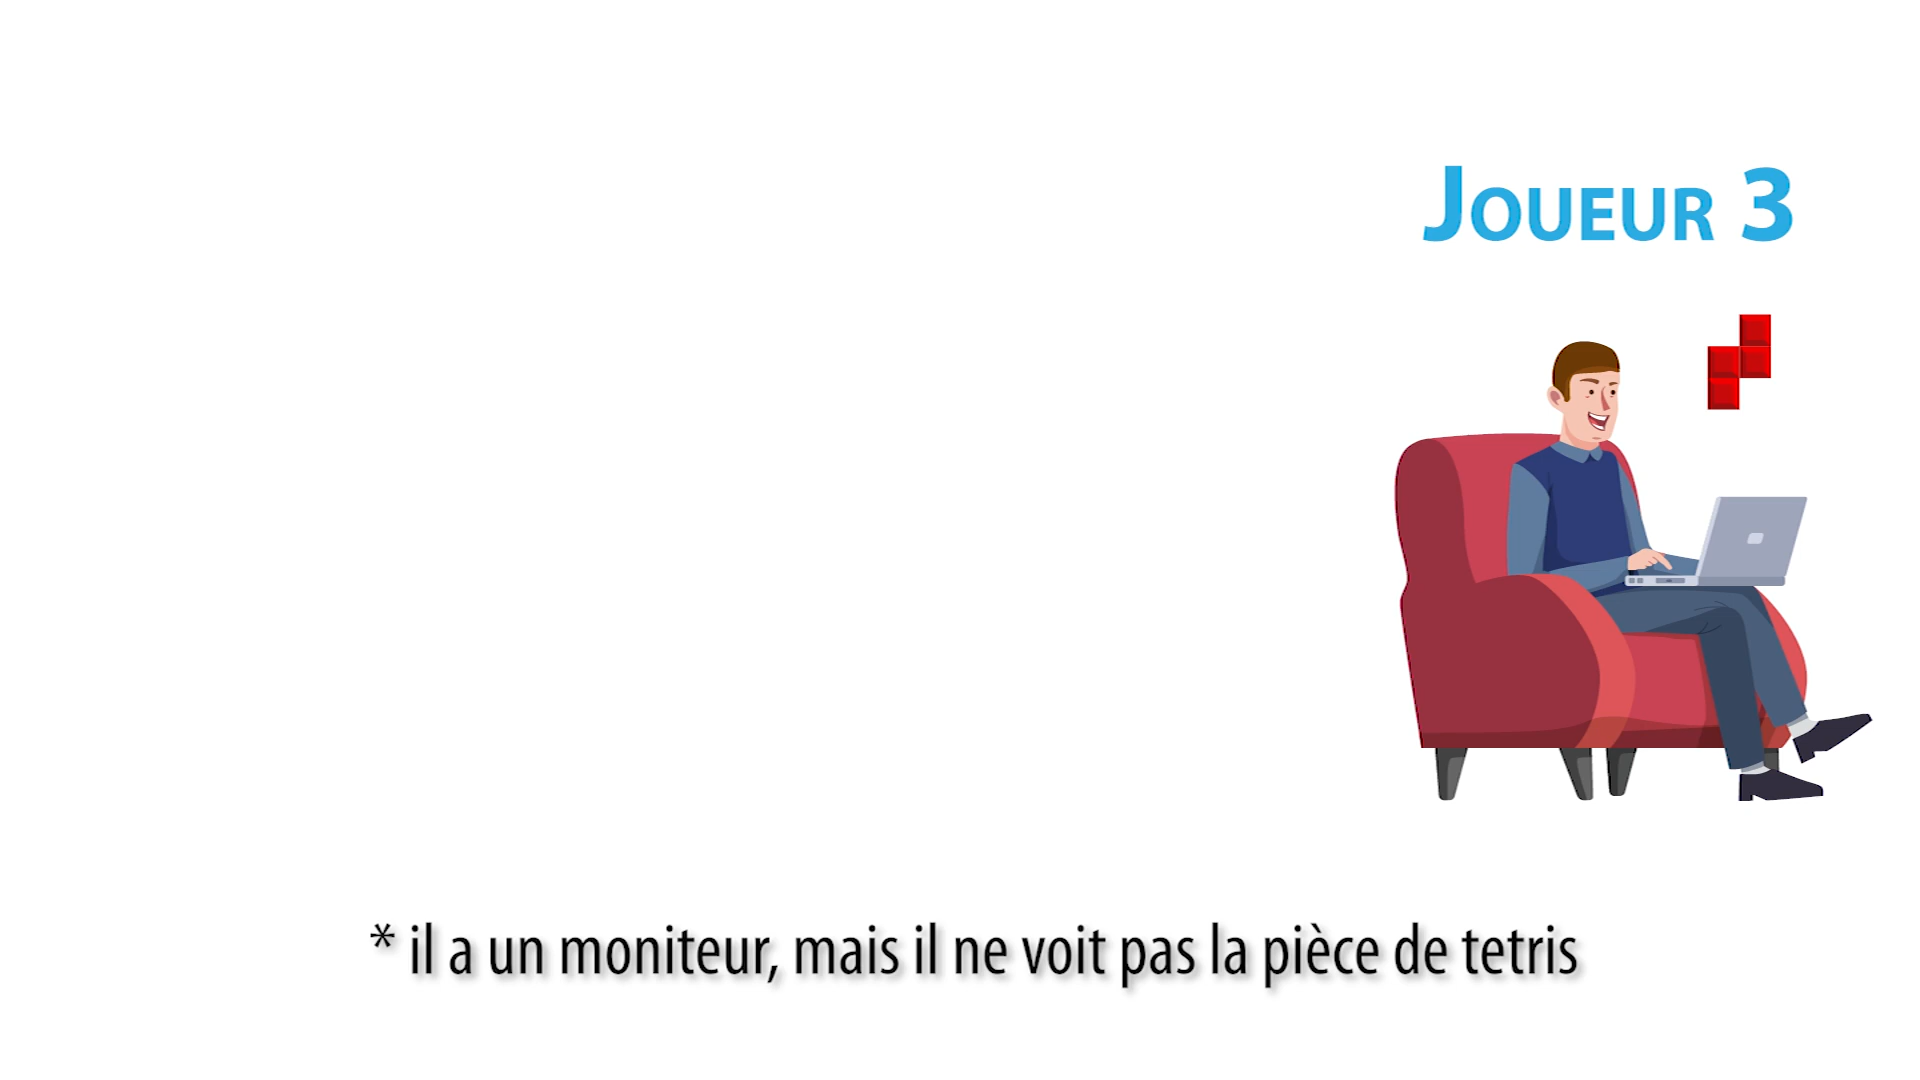 Joueur 3
* il a un moniteur, mais il ne voit pas la pièce de tetris